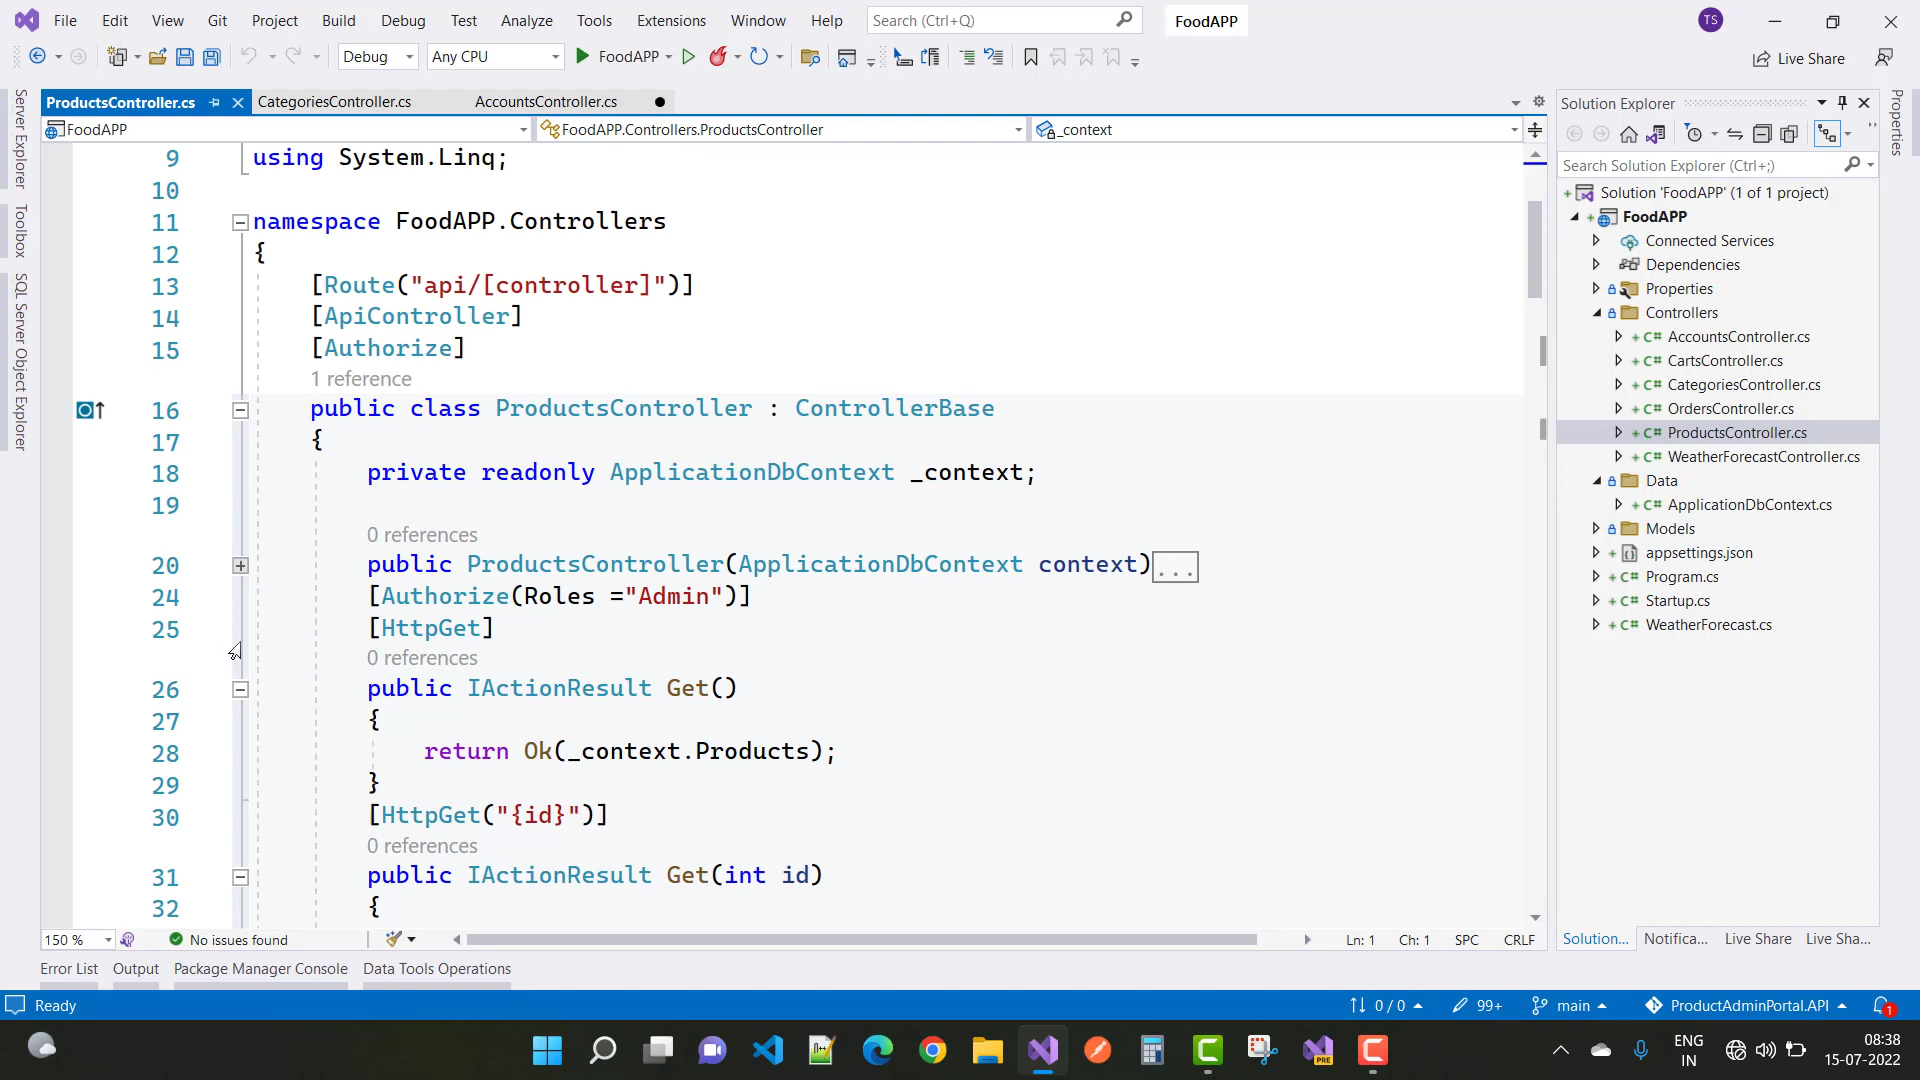 File Edit View Git Project Build Debug Test Analyze Tools Extensions Window Help Search (Ctrl+Q) FoodAPP TS
Debug Any CPU FoodAPP Live Share
ProductsController.cs CategoriesController.cs AccountsController.cs
FoodAPP FoodAPP.Controllers.ProductsController _context
9 using System.Linq;
10
11 namespace FoodAPP.Controllers
12 {
13 [Route("api/[controller]")]
14 [ApiController]
15 [Authorize]
1 reference
16 public class ProductsController : ControllerBase
17 {
18 private readonly ApplicationDbContext _context;
19
0 references
20 public ProductsController(ApplicationDbContext context)...
24 [Authorize(Roles ="Admin")]
25 [HttpGet]
0 references
26 public IActionResult Get()
27 {
28 return Ok(_context.Products);
29 }
30 [HttpGet("{id}")]
0 references
31 public IActionResult Get(int id)
32 {
150 % No issues found Ln: 1 Ch: 1 SPC CRLF
Server Explorer
Toolbox
SQL Server Object Explorer
Solution Explorer
Search Solution Explorer (Ctrl+;)
Solution 'FoodAPP' (1 of 1 project)
FoodAPP
Connected Services
Dependencies
Properties
Controllers
C# AccountsController.cs
C# CartsController.cs
C# CategoriesController.cs
C# OrdersController.cs
C# ProductsController.cs
C# WeatherForecastController.cs
Data
C# ApplicationDbContext.cs
Models
appsettings.json
C# Program.cs
C# Startup.cs
C# WeatherForecast.cs
Solution... Notifica... Live Share Live Sha...
Properties
Error List Output Package Manager Console Data Tools Operations
Ready 0 / 0 99+ main ProductAdminPortal.API 1
PRE ENG IN 08:38 15-07-2022